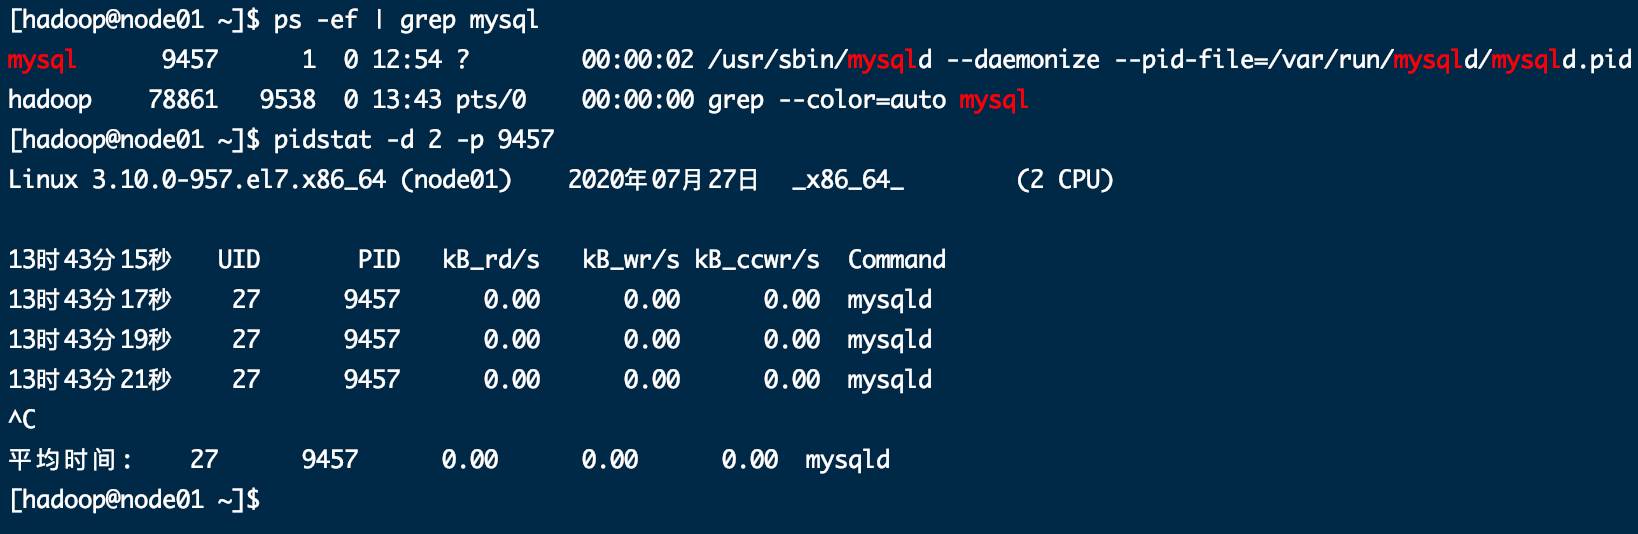 [hadoop@node01 ~]$ ps -ef | grep mysql
mysql      9457      1  0 12:54 ?        00:00:02 /usr/sbin/mysqld --daemonize --pid-file=/var/run/mysqld/mysqld.pid
hadoop    78861   9538  0 13:43 pts/0    00:00:00 grep --color=auto mysql
[hadoop@node01 ~]$ pidstat -d 2 -p 9457
Linux 3.10.0-957.el7.x86_64 (node01)    2020年07月27日  _x86_64_        (2 CPU)
13时43分15秒   UID       PID   kB_rd/s   kB_wr/s kB_ccwr/s  Command
13时43分17秒    27      9457      0.00      0.00      0.00  mysqld
13时43分19秒    27      9457      0.00      0.00      0.00  mysqld
13时43分21秒    27      9457      0.00      0.00      0.00  mysqld
^C
平均时间:    27      9457      0.00      0.00      0.00  mysqld
[hadoop@node01 ~]$